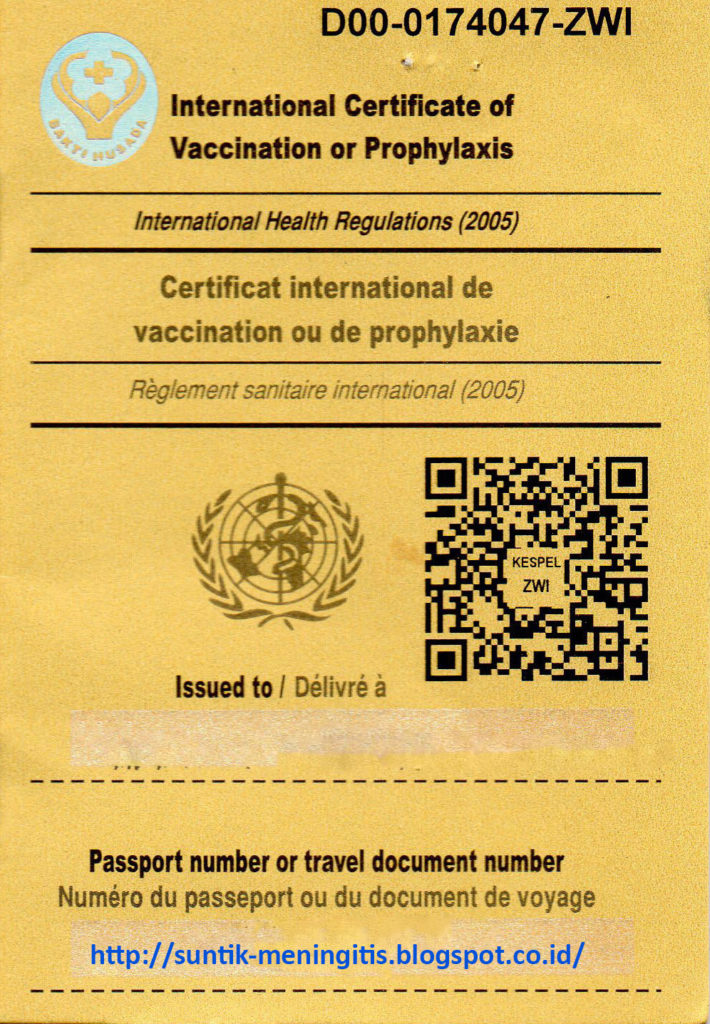 D00-0174047-ZWI
BAKTI HUSADA
International Certificate of
Vaccination or Prophylaxis
International Health Regulations (2005)
Certificat international de
vaccination ou de prophylaxie
Règlement sanitaire international (2005)
KESPEL
ZWI
Issued to / Délivré à
Passport number or travel document number
Numéro du passeport ou du document de voyage
http://suntik-meningitis.blogspot.co.id/